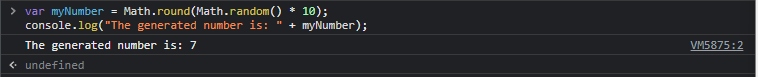 var myNumber = Math.round(Math.random() * 10);
console.log("The generated number is: " + myNumber);
The generated number is: 7 VM5875:2
undefined